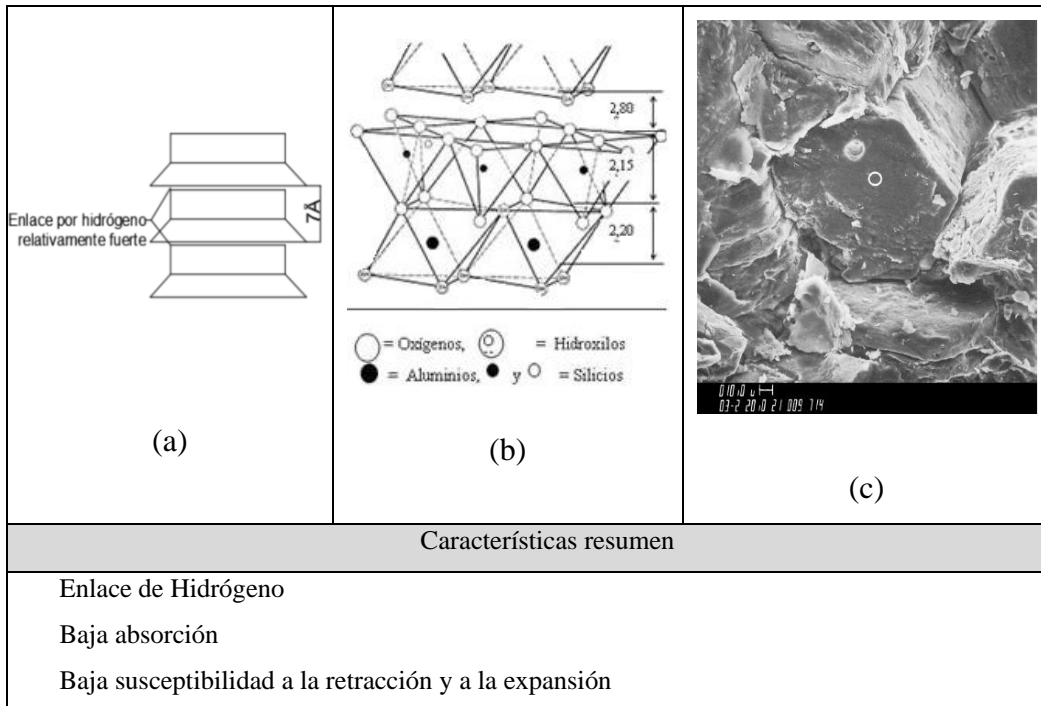 Enlace por hidrógeno
relativamente fuerte
7Å
(a)
2,80
2,15
2,20
= Oxígenos, = Hidroxilos
= Aluminios, y = Silicios
(b)
(c)
Características resumen
Enlace de Hidrógeno
Baja absorción
Baja susceptibilidad a la retracción y a la expansión